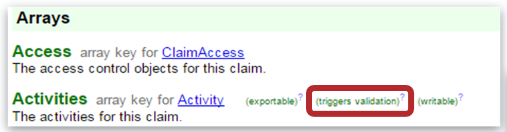 Arrays
Access array key for ClaimAccess
The access control objects for this claim.
Activities array key for Activity (exportable)? (triggers validation)? (writable)?
The activities for this claim.